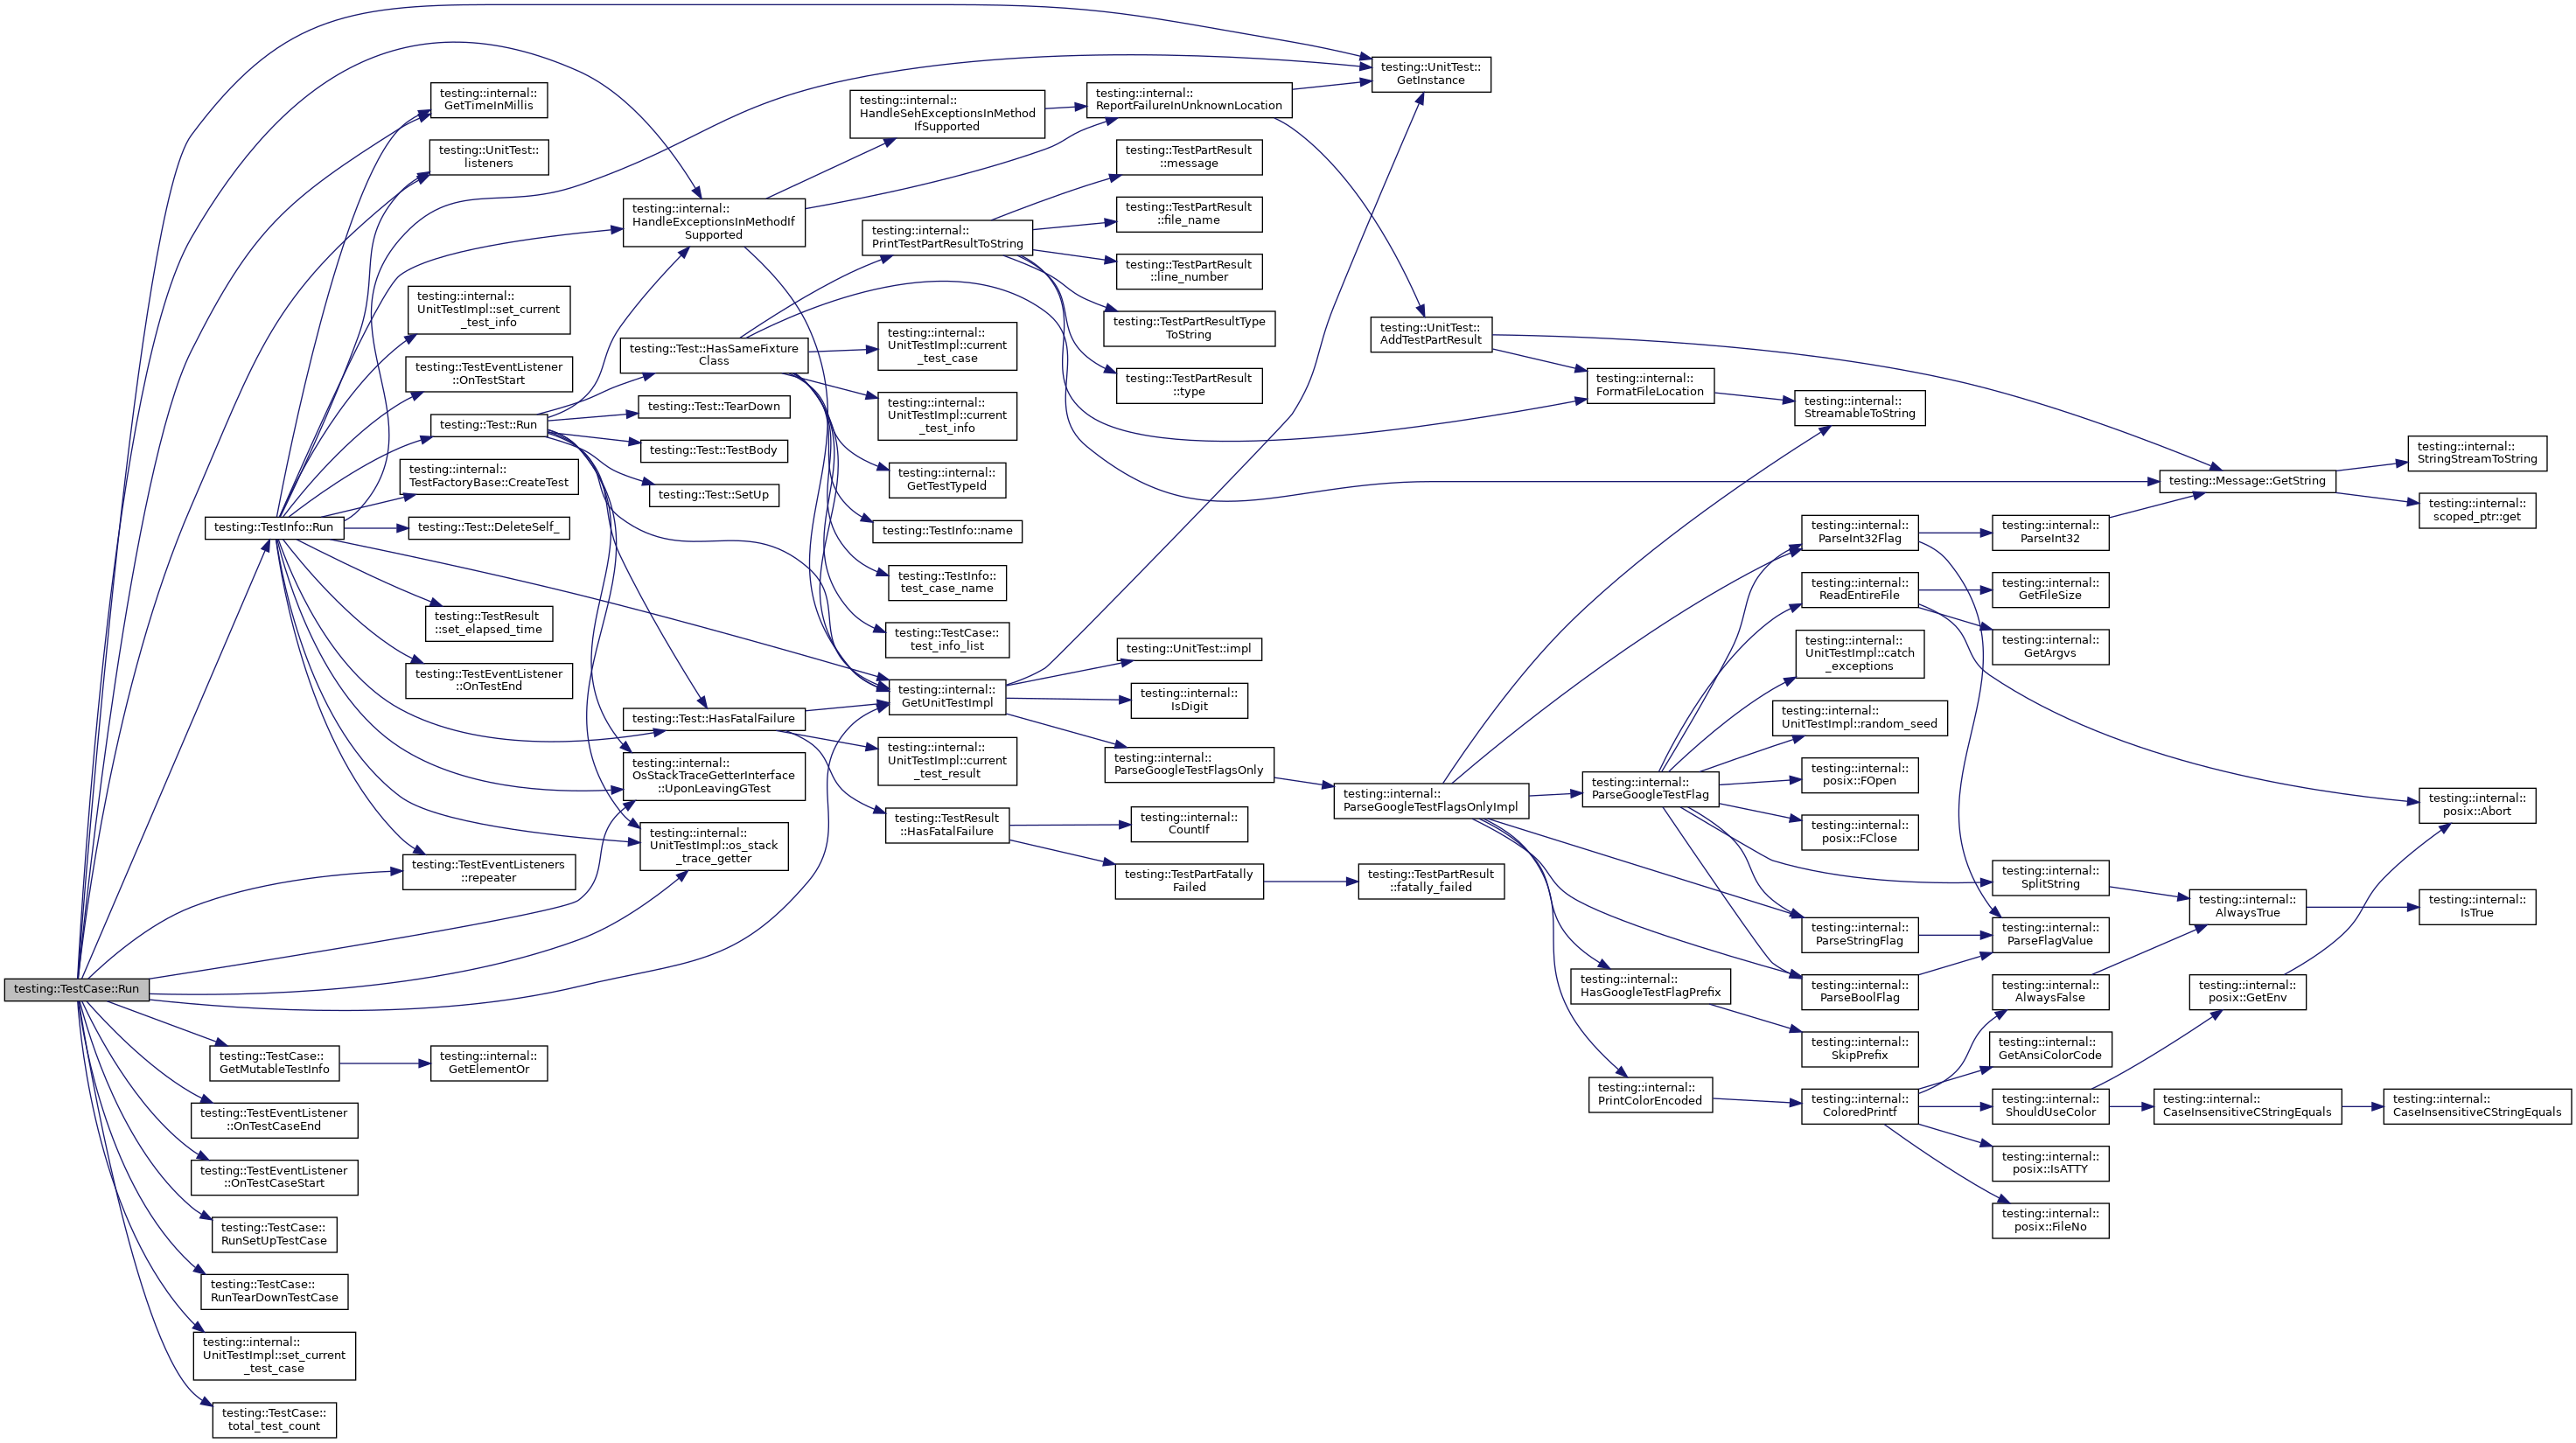 testing::TestCase::Run
testing::TestInfo::Run
testing::TestCase::
GetMutableTestInfo
testing::TestEventListener
::OnTestCaseEnd
testing::TestEventListener
::OnTestCaseStart
testing::TestCase::
RunSetUpTestCase
testing::TestCase::
RunTearDownTestCase
testing::internal::
UnitTestImpl::set_current
_test_case
testing::TestCase::
total_test_count
testing::internal::
GetTimeInMillis
testing::UnitTest::
listeners
testing::internal::
UnitTestImpl::set_current
_test_info
testing::TestEventListener
::OnTestStart
testing::Test::Run
testing::internal::
TestFactoryBase::CreateTest
testing::Test::DeleteSelf_
testing::TestResult
::set_elapsed_time
testing::TestEventListener
::OnTestEnd
testing::TestEventListeners
::repeater
testing::internal::
GetElementOr
testing::internal::
HandleExceptionsInMethodIf
Supported
testing::Test::HasSameFixture
Class
testing::Test::TearDown
testing::Test::TestBody
testing::Test::SetUp
testing::Test::HasFatalFailure
testing::internal::
OsStackTraceGetterInterface
::UponLeavingGTest
testing::internal::
UnitTestImpl::os_stack
_trace_getter
testing::internal::
HandleSehExceptionsInMethod
IfSupported
testing::internal::
PrintTestPartResultToString
testing::internal::
UnitTestImpl::current
_test_case
testing::internal::
UnitTestImpl::current
_test_info
testing::internal::
GetTestTypeId
testing::TestInfo::name
testing::TestInfo::
test_case_name
testing::TestCase::
test_info_list
testing::internal::
GetUnitTestImpl
testing::internal::
UnitTestImpl::current
_test_result
testing::TestResult
::HasFatalFailure
testing::internal::
ReportFailureInUnknownLocation
testing::TestPartResult
::message
testing::TestPartResult
::file_name
testing::TestPartResult
::line_number
testing::TestPartResultType
ToString
testing::TestPartResult
::type
testing::UnitTest::impl
testing::internal::
IsDigit
testing::internal::
ParseGoogleTestFlagsOnly
testing::internal::
CountIf
testing::TestPartFatally
Failed
testing::UnitTest::
GetInstance
testing::UnitTest::
AddTestPartResult
testing::internal::
ParseGoogleTestFlagsOnlyImpl
testing::TestPartResult
::fatally_failed
testing::internal::
FormatFileLocation
testing::internal::
ParseGoogleTestFlag
testing::internal::
HasGoogleTestFlagPrefix
testing::internal::
PrintColorEncoded
testing::internal::
StreamableToString
testing::internal::
ParseInt32Flag
testing::internal::
ReadEntireFile
testing::internal::
UnitTestImpl::catch
_exceptions
testing::internal::
UnitTestImpl::random_seed
testing::internal::
posix::FOpen
testing::internal::
posix::FClose
testing::internal::
ParseStringFlag
testing::internal::
ParseBoolFlag
testing::internal::
SkipPrefix
testing::internal::
ColoredPrintf
testing::internal::
ParseInt32
testing::internal::
GetFileSize
testing::internal::
GetArgvs
testing::internal::
SplitString
testing::internal::
ParseFlagValue
testing::internal::
AlwaysFalse
testing::internal::
GetAnsiColorCode
testing::internal::
ShouldUseColor
testing::internal::
posix::IsATTY
testing::internal::
posix::FileNo
testing::Message::GetString
testing::internal::
AlwaysTrue
testing::internal::
posix::GetEnv
testing::internal::
CaseInsensitiveCStringEquals
testing::internal::
StringStreamToString
testing::internal::
scoped_ptr::get
testing::internal::
posix::Abort
testing::internal::
IsTrue
testing::internal::
CaseInsensitiveCStringEquals